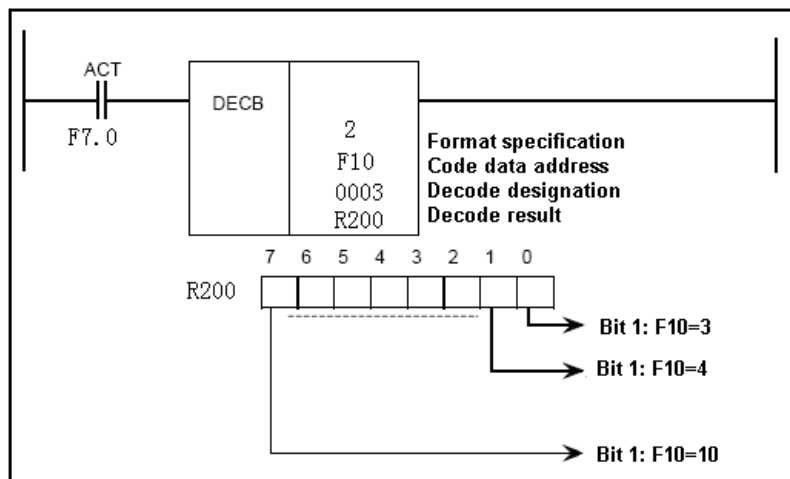 ACT
DECB
F7.0
2 Format specification
F10 Code data address
0003 Decode designation
R200 Decode result
7 6 5 4 3 2 1 0
R200
Bit 1: F10=3
Bit 1: F10=4
Bit 1: F10=10